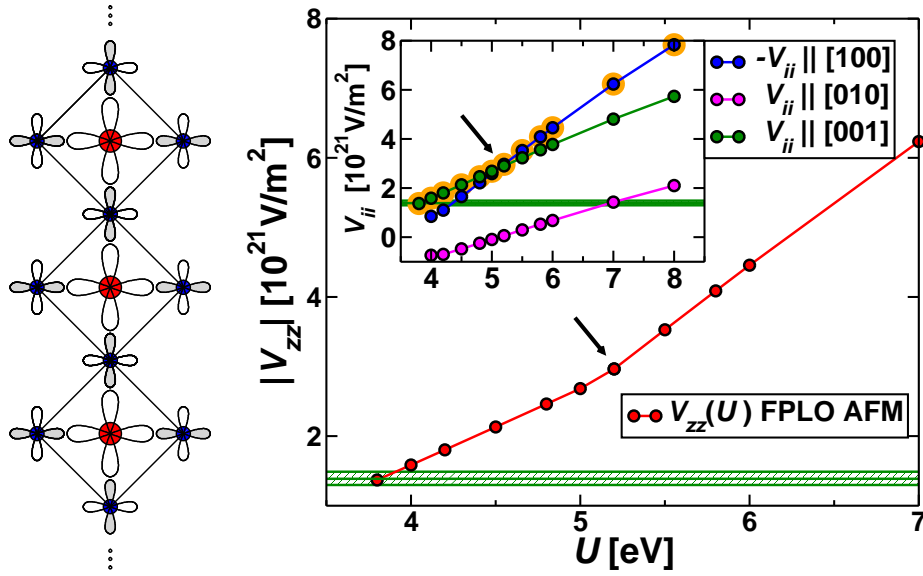 8
6
4
2
4
5
6
7
|V_zz| [10^21 V/m^2]
U [eV]
8
6
4
2
0
4
5
6
7
8
V_ii [10^21 V/m^2]
-V_ii || [100]
V_ii || [010]
V_ii || [001]
V_zz(U) FPLO AFM